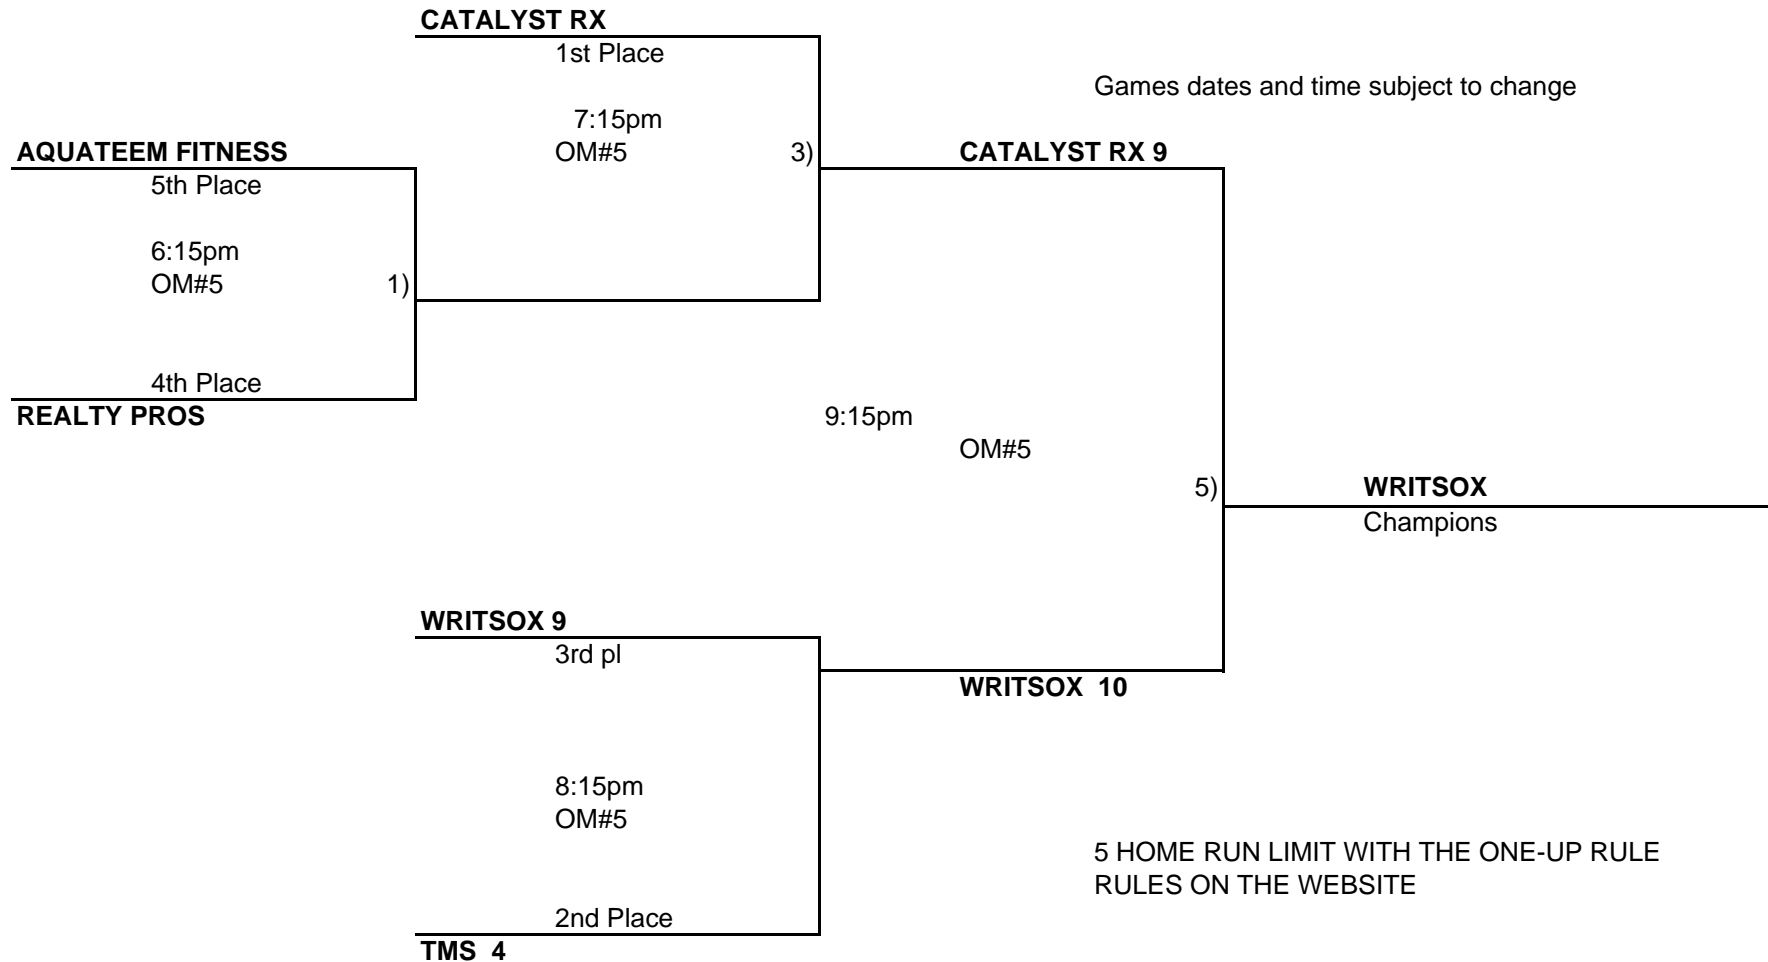 CATALYST RX
1st Place
Games dates and time subject to change
7:15pm
AQUATEEM FITNESS
OM#5
3)
CATALYST RX 9
5th Place
6:15pm
OM#5
1)
4th Place
REALTY PROS
9:15pm
OM#5
5)
WRITSOX
Champions
WRITSOX 9
3rd pl
WRITSOX  10
8:15pm
OM#5
5 HOME RUN LIMIT WITH THE ONE-UP RULE
RULES ON THE WEBSITE
2nd Place
TMS  4